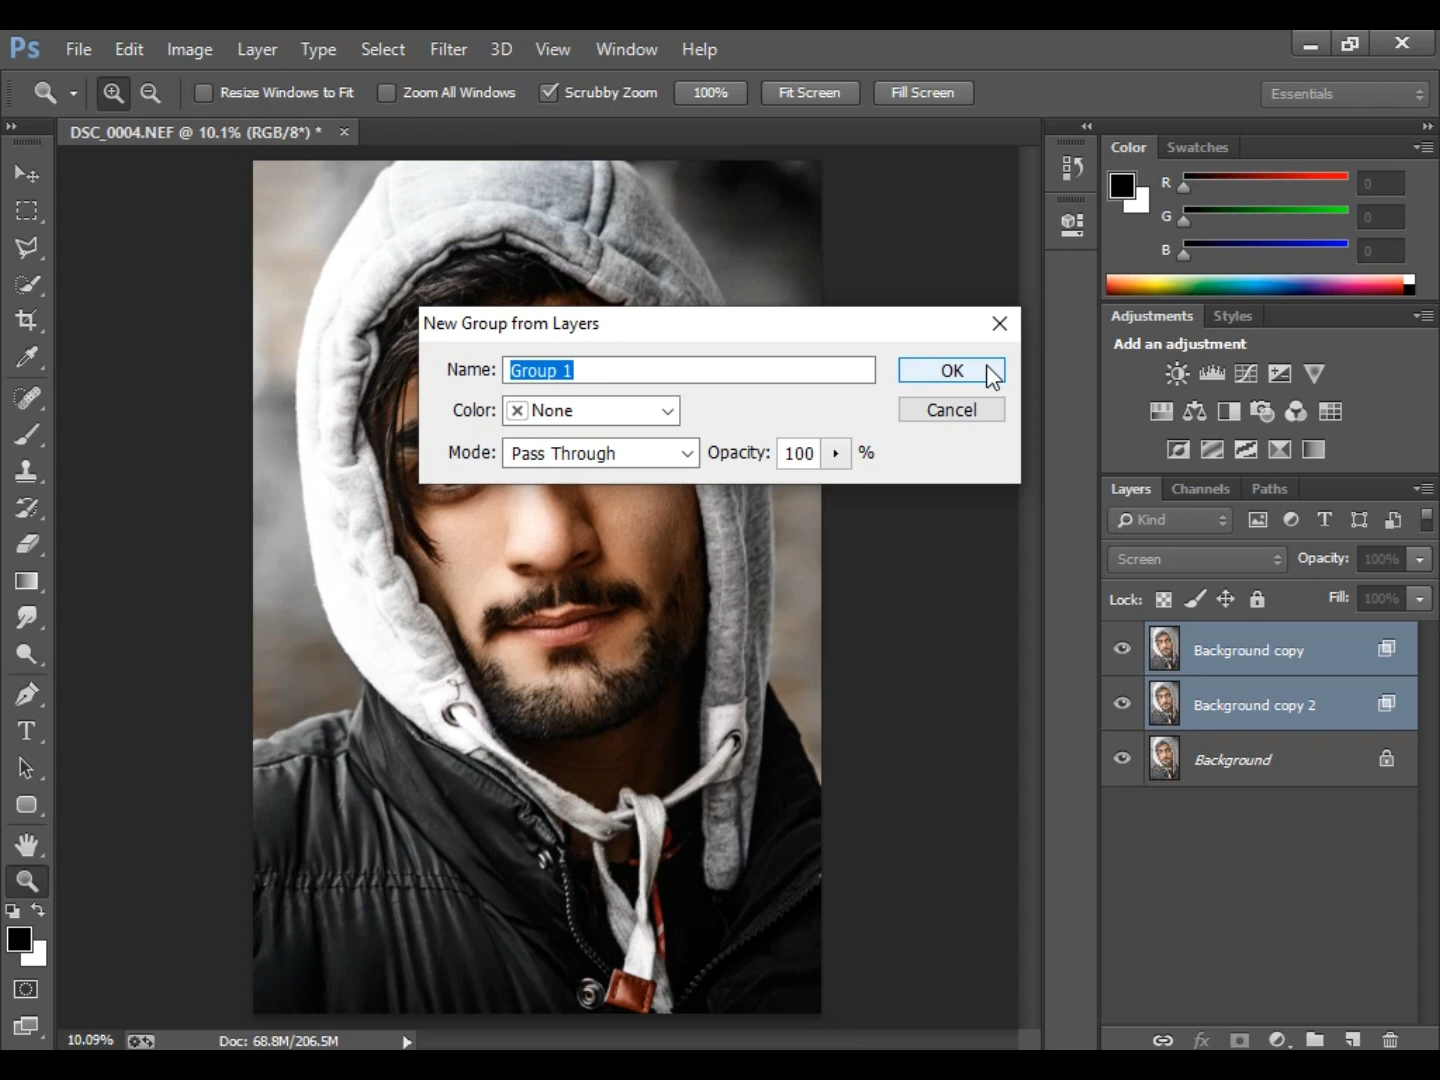 Ps File Edit Image Layer Type Select Filter 3D View Window Help
Resize Windows to Fit Zoom All Windows Scrubby Zoom 100% Fit Screen Fill Screen Essentials
DSC_0004.NEF @ 10.1% (RGB/8*) * ×
Color Swatches
R 0
G 0
B 0
New Group from Layers
Name: Group 1 OK
Color: None Cancel
Mode: Pass Through Opacity: 100 %
Adjustments Styles
Add an adjustment
Layers Channels Paths
Kind
Screen Opacity: 100%
Lock: Fill: 100%
Background copy
Background copy 2
Background
T
fx
10.09% Doc: 68.8M/206.5M